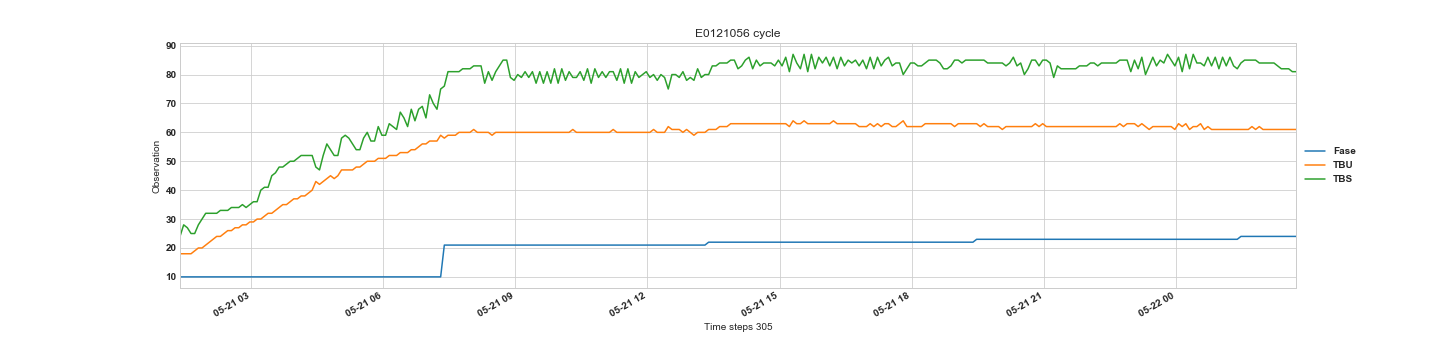 E0121056 cycle
90
80
70
60
50
40
30
20
10
Observation
05-21 03
05-21 06
05-21 09
05-21 12
05-21 15
05-21 18
05-21 21
05-22 00
Time steps 305
Fase
TBU
TBS